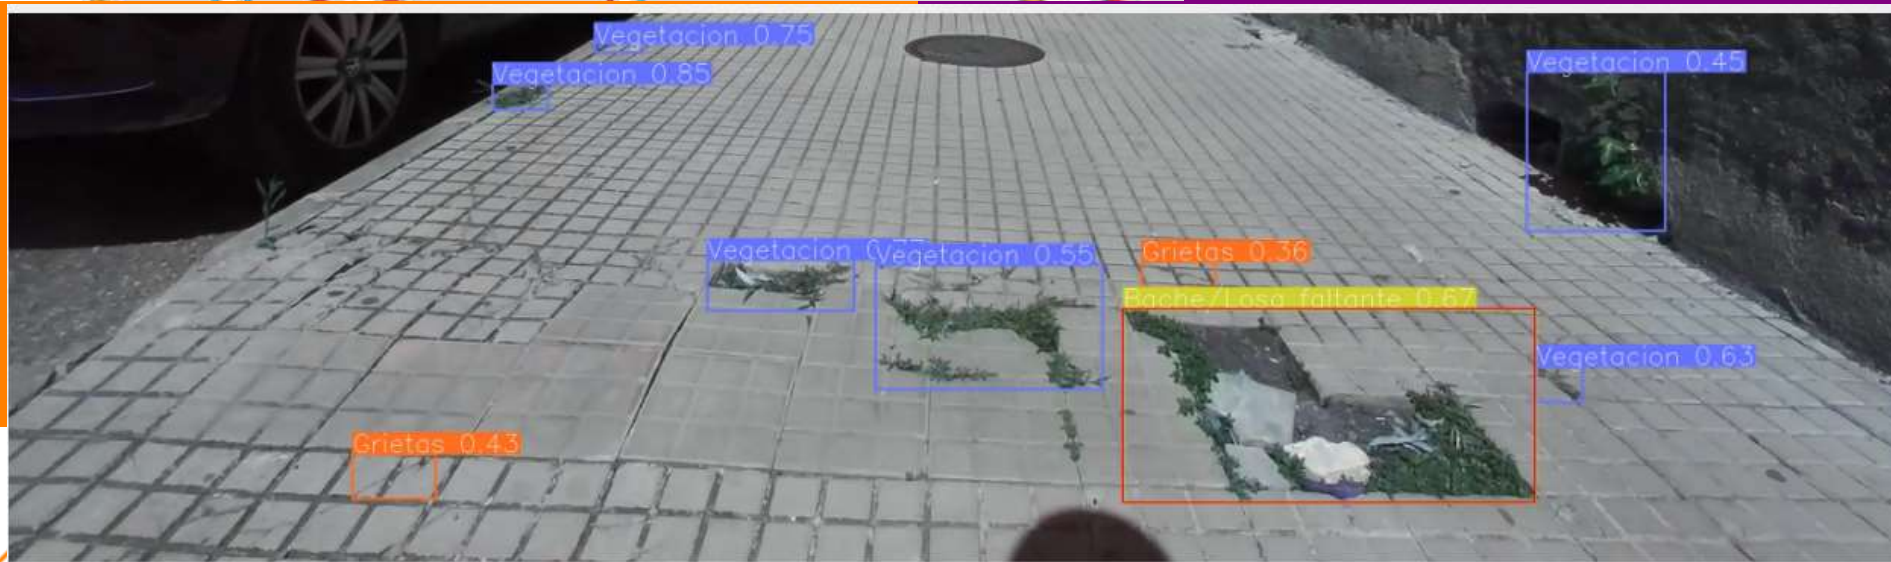 Vegetacion 0.75
Vegetacion 0.85
Vegetacion 0.45
Vegetacion
Vegetacion 0.55
Grietas 0.36
Bache/Losa faltante 0.67
Vegetacion 0.63
Grietas 0.43